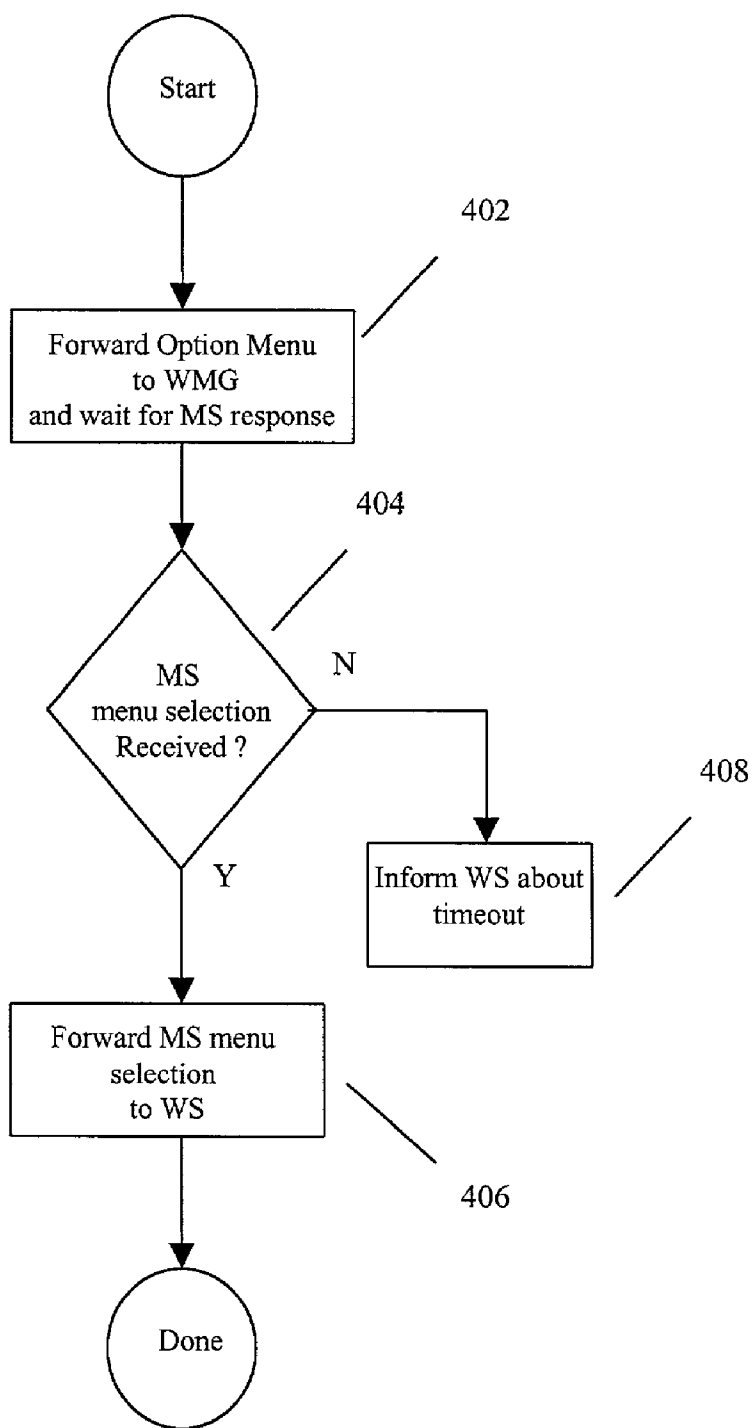 Start
402
Forward Option Menu
to WMG
and wait for MS response
404
MS
menu selection
Received ?
N
408
Inform WS about
timeout
Y
Forward MS menu
selection
to WS
406
Done